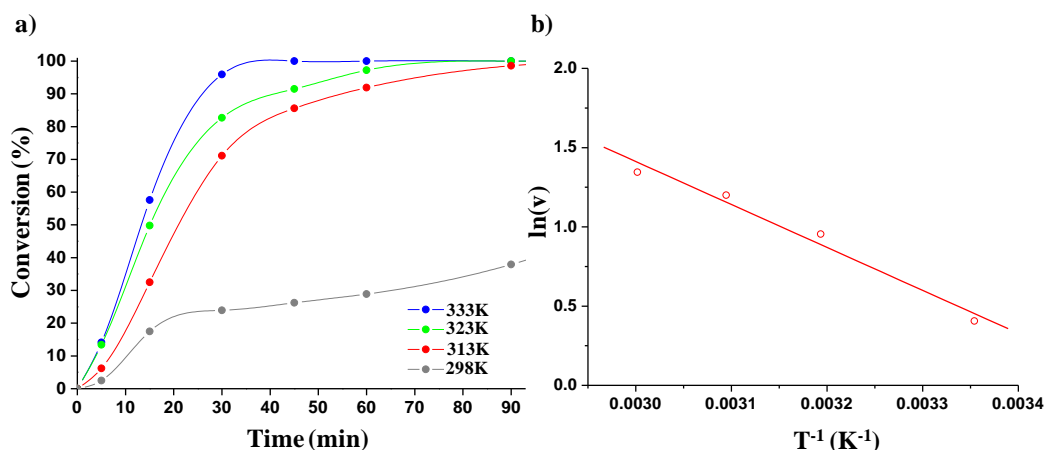 a)
Conversion (%)
100
90
80
70
60
50
40
30
20
10
0
0 10 20 30 40 50 60 70 80 90
Time (min)
333K
323K
313K
298K
b)
ln(v)
2.0
1.5
1.0
0.5
0.0
0.0030 0.0031 0.0032 0.0033 0.0034
T⁻¹ (K⁻¹)